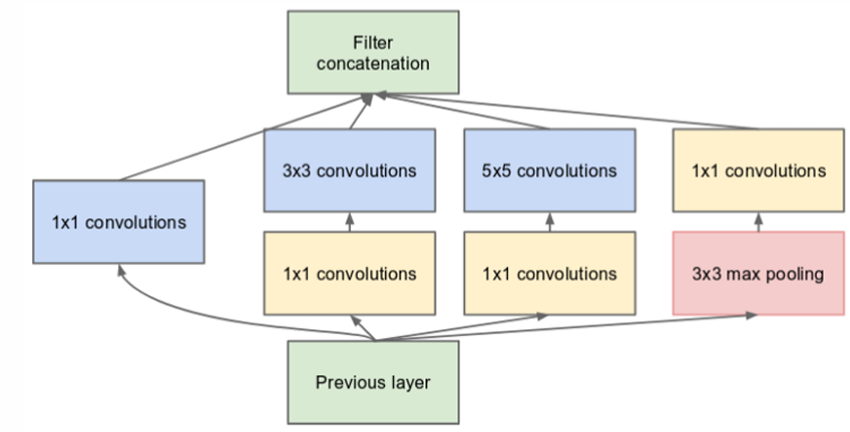 Filter
concatenation
3x3 convolutions
5x5 convolutions
1x1 convolutions
1x1 convolutions
1x1 convolutions
1x1 convolutions
3x3 max pooling
Previous layer